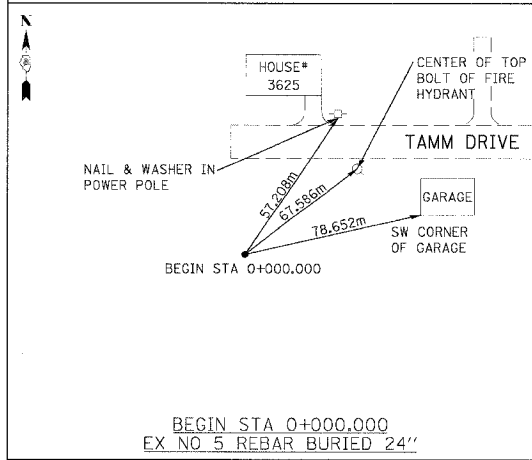 N
HOUSE#
3625
CENTER OF TOP
BOLT OF FIRE
HYDRANT
TAMM DRIVE
NAIL & WASHER IN
POWER POLE
57.208m
67.586m
78.652m
GARAGE
SW CORNER
OF GARAGE
BEGIN STA 0+000.000
BEGIN STA 0+000.000
EX NO 5 REBAR BURIED 24"